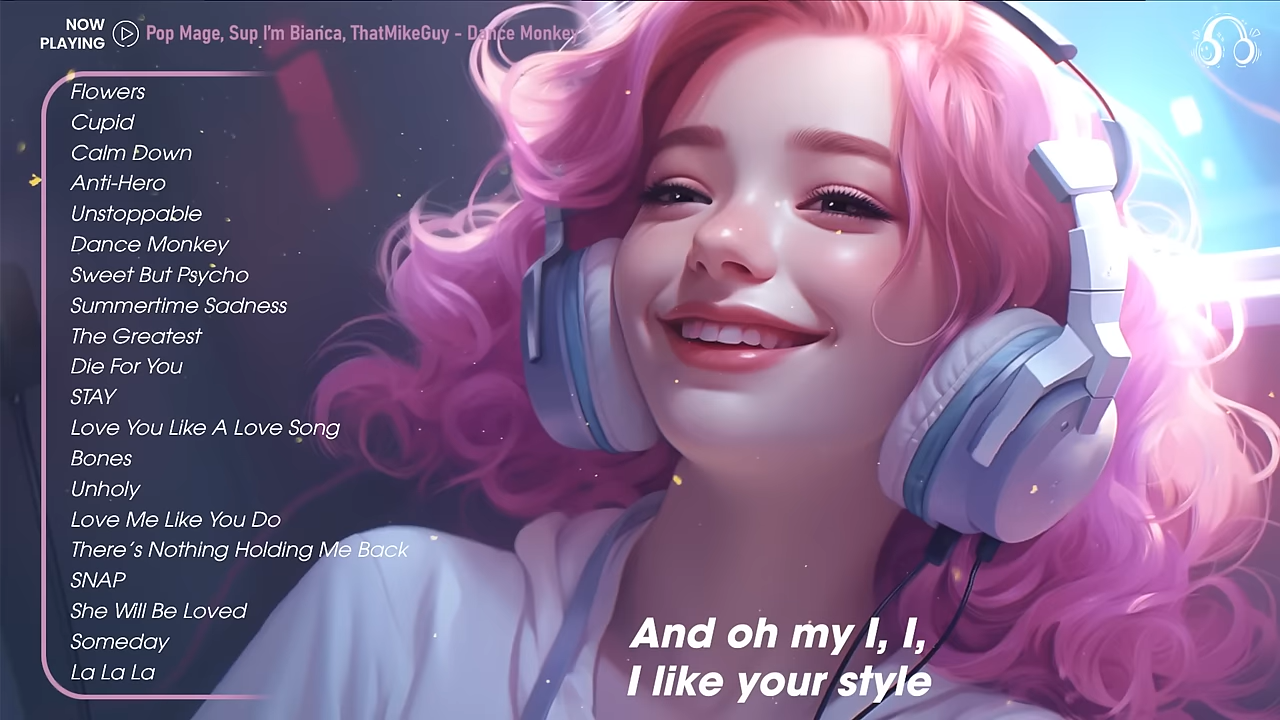 NOW
PLAYING
Pop Mage, Sup I'm Bianca, ThatMikeGuy - Dance Monkey
Flowers
Cupid
Calm Down
Anti-Hero
Unstoppable
Dance Monkey
Sweet But Psycho
Summertime Sadness
The Greatest
Die For You
STAY
Love You Like A Love Song
Bones
Unholy
Love Me Like You Do
There´s Nothing Holding Me Back
SNAP
She Will Be Loved
Someday
La La La
And oh my I, I,
I like your style